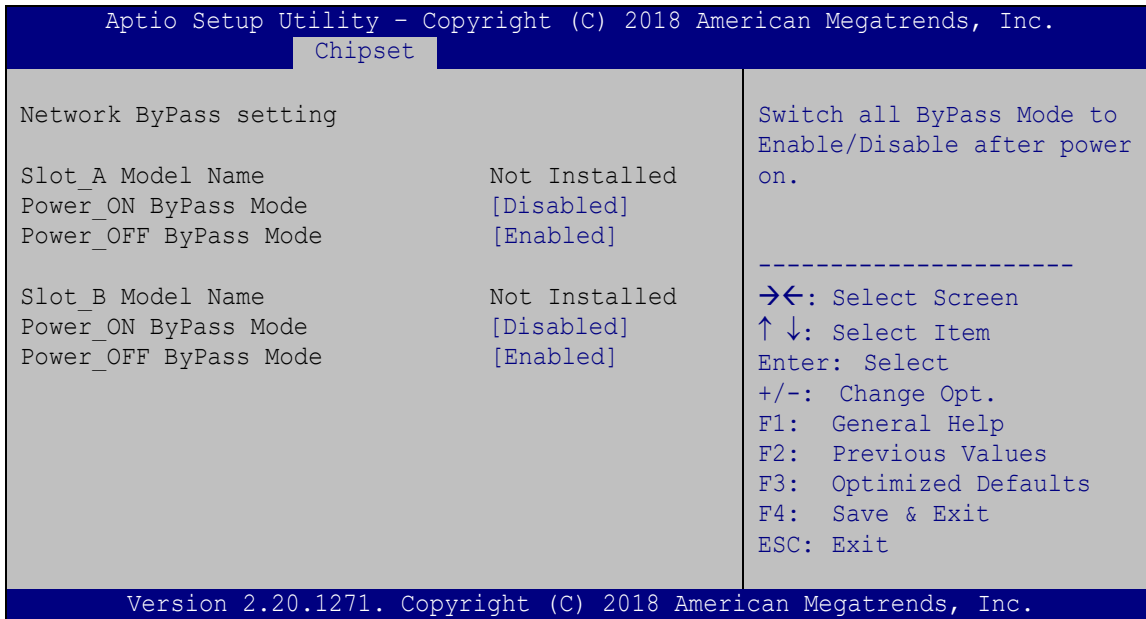 Aptio Setup Utility – Copyright (C) 2018 American Megatrends, Inc.
Chipset
Network ByPass setting
Slot_A Model Name Not Installed
Power_ON ByPass Mode [Disabled]
Power_OFF ByPass Mode [Enabled]
Slot_B Model Name Not Installed
Power_ON ByPass Mode [Disabled]
Power_OFF ByPass Mode [Enabled]
Switch all ByPass Mode to
Enable/Disable after power
on.
----------------------
→←: Select Screen
↑ ↓: Select Item
Enter: Select
+/-: Change Opt.
F1: General Help
F2: Previous Values
F3: Optimized Defaults
F4: Save & Exit
ESC: Exit
Version 2.20.1271. Copyright (C) 2018 American Megatrends, Inc.